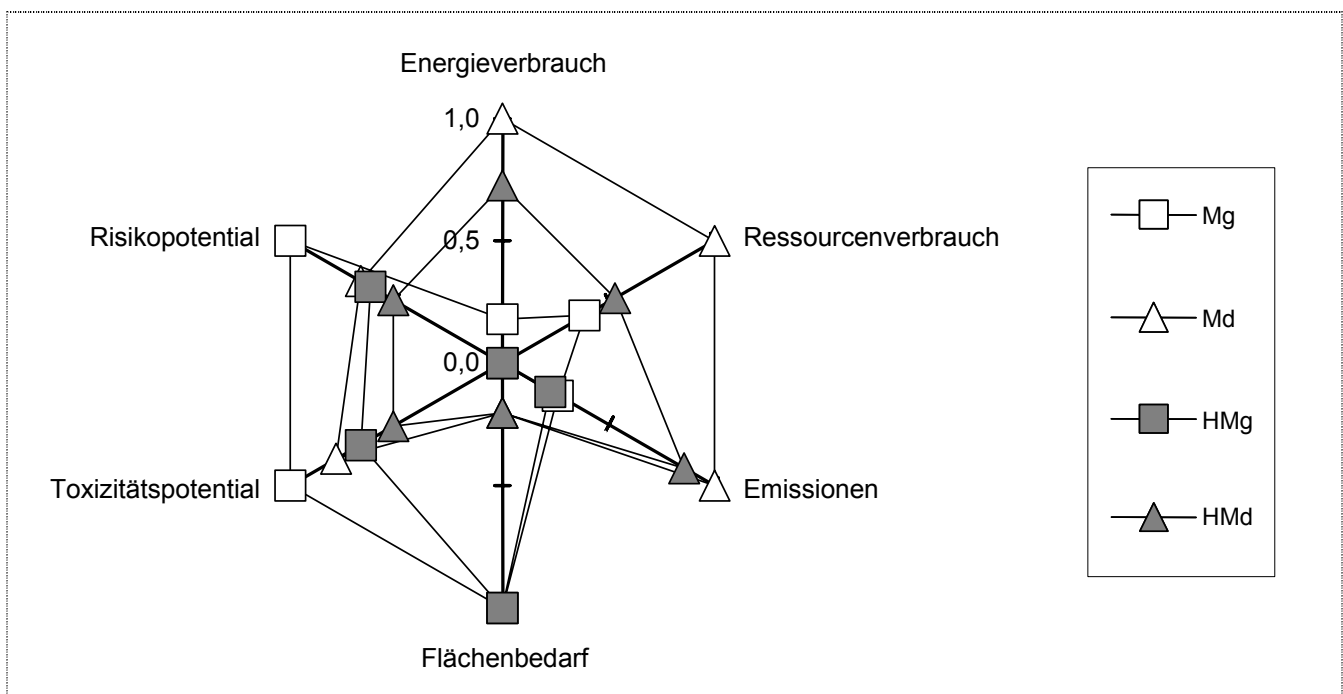 Energieverbrauch
1,0
Risikopotential
0,5
Ressourcenverbrauch
0,0
Toxizitätspotential
Emissionen
Flächenbedarf
Mg
Md
HMg
HMd